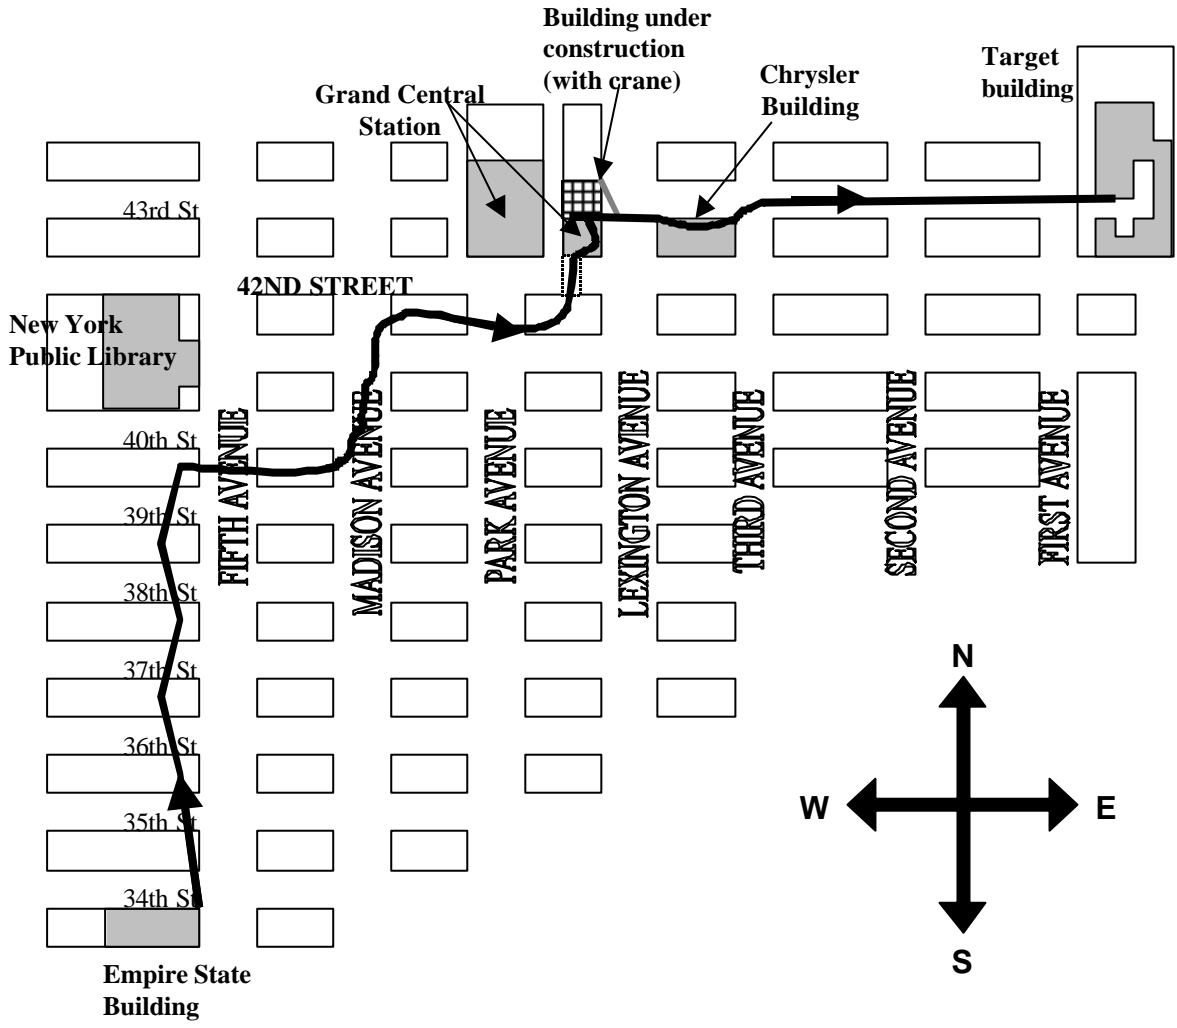 Building under
construction
(with crane)
Target
building
Chrysler
Building
Grand Central
Station
43rd St
42ND STREET
New York
Public Library
40th St
39th St
38th St
37th St
36th St
35th St
34th St
FIFTH AVENUE
MADISON AVENUE
PARK AVENUE
LEXINGTON AVENUE
THIRD AVENUE
SECOND AVENUE
FIRST AVENUE
N
W
E
S
Empire State
Building